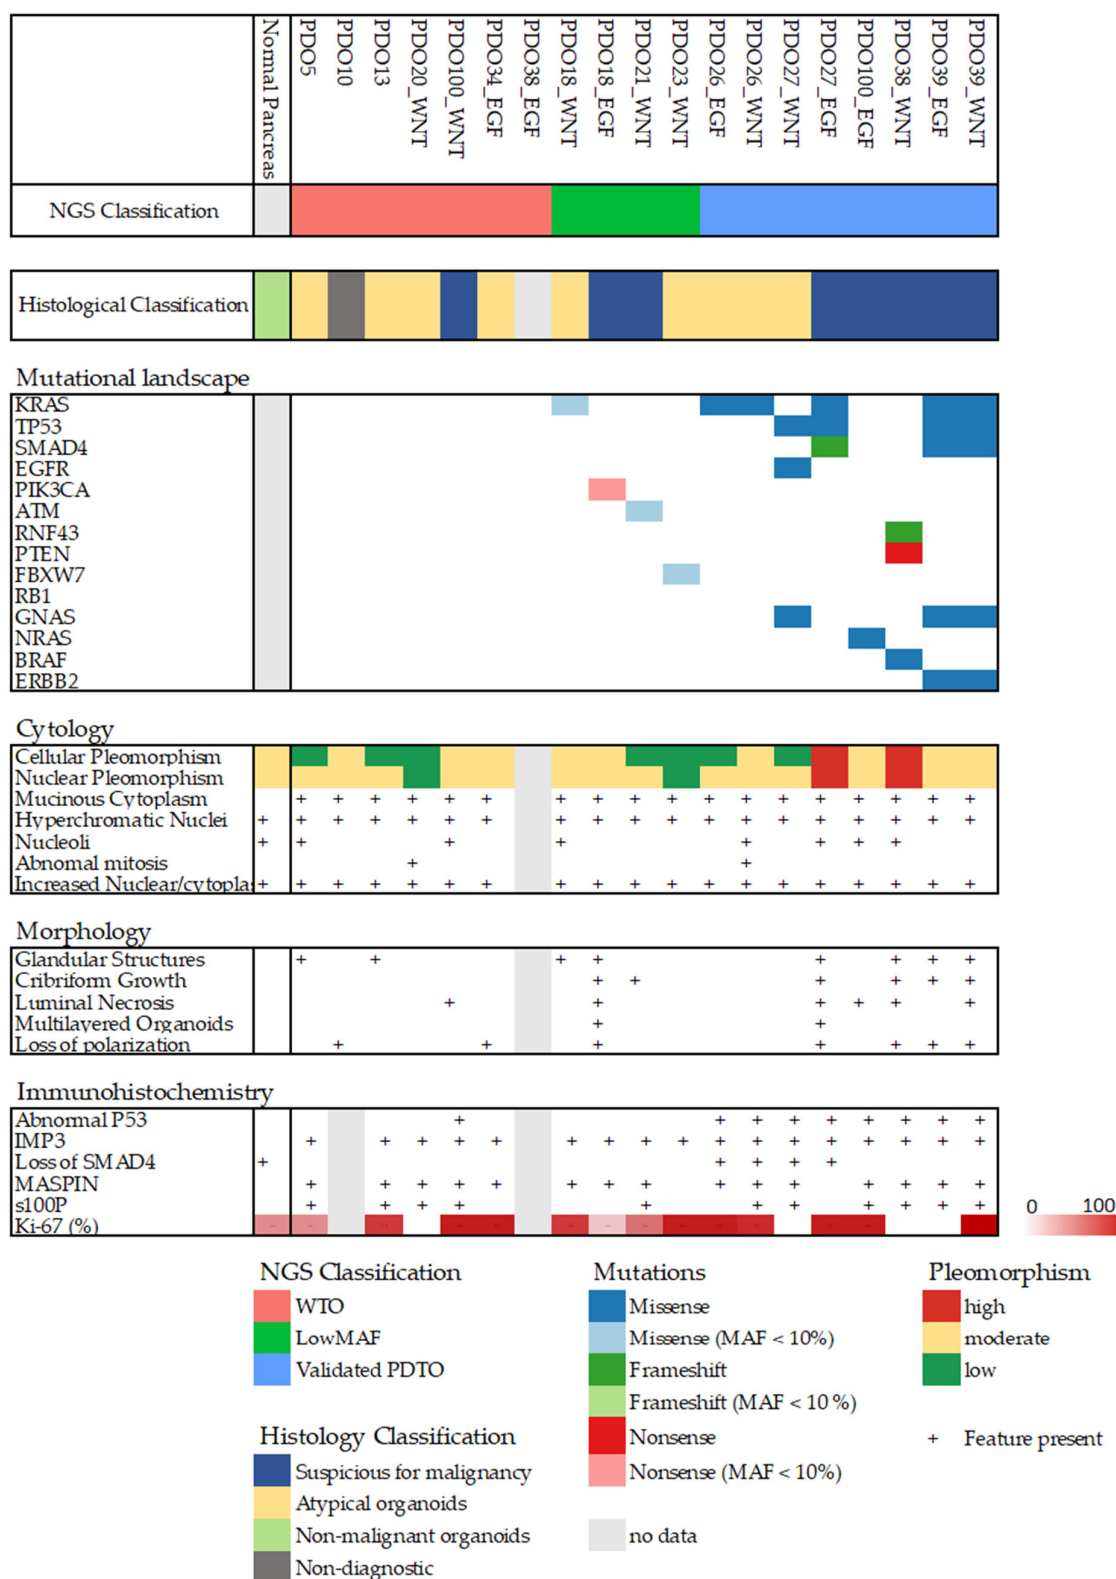 Normal Pancreas
PDO5
PDO10
PDO13
PDO20_WNT
PDO100_WNT
PDO34_EGF
PDO38_EGF
PDO18_WNT
PDO18_EGF
PDO21_WNT
PDO23_WNT
PDO26_EGF
PDO26_WNT
PDO27_WNT
PDO27_EGF
PDO100_EGF
PDO38_WNT
PDO39_EGF
PDO39_WNT
NGS Classification
Histological Classification
Mutational landscape
KRAS
TP53
SMAD4
EGFR
PIK3CA
ATM
RNF43
PTEN
FBXW7
RB1
GNAS
NRAS
BRAF
ERBB2
Cytology
Cellular Pleomorphism
Nuclear Pleomorphism
Mucinous Cytoplasm + + + + + + + + + + + + + + + + + +
Hyperchromatic Nuclei + + + + + + + + + + + + + + + + + + +
Nucleoli + + + + + + + +
Abnomal mitosis + +
Increased Nuclear/cytopla + + + + + + + + + + + + + + + + + + +
Morphology
Glandular Structures + + + + + + + +
Cribriform Growth + + + + + +
Luminal Necrosis + + + + + +
Multilayered Organoids + +
Loss of polarization + + + + + + +
Immunohistochemistry
Abnormal P53 + + + + + + + + +
IMP3 + + + + + + + + + + + + + + + + +
Loss of SMAD4 + + + + +
MASPIN + + + + + + + + + + + + + + +
s100P + + + + + + + + + + +
Ki-67 (%)
0 100
NGS Classification
WTO
LowMAF
Validated PDTO
Histology Classification
Suspicious for malignancy
Atypical organoids
Non-malignant organoids
Non-diagnostic
Mutations
Missense
Missense (MAF < 10%)
Frameshift
Frameshift (MAF < 10 %)
Nonsense
Nonsense (MAF < 10%)
no data
Pleomorphism
high
moderate
low
+ Feature present